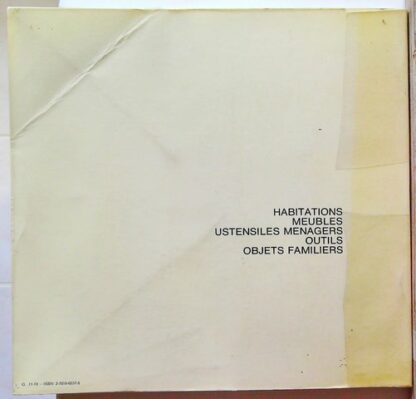 HABITATIONS
MEUBLES
USTENSILES MENAGERS
OUTILS
OBJETS FAMILIERS